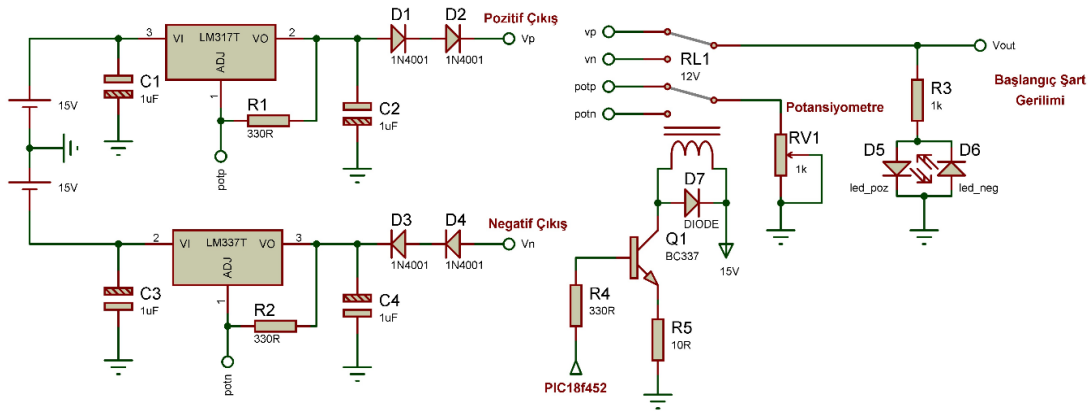 D1
D2
Pozitif Çıkış
Vp
1N4001
1N4001
3
VI
LM317T
VO
2
ADJ
1
C1
1uF
R1
330R
C2
1uF
potp
15V
15V
D3
D4
Negatif Çıkış
Vn
1N4001
1N4001
2
VI
LM337T
VO
3
ADJ
1
C3
1uF
R2
330R
C4
1uF
potn
vp
vn
potp
potn
RL1
12V
Vout
Başlangıç Şart
Gerilimi
R3
1k
Potansiyometre
RV1
1k
D5
led_poz
D6
led_neg
D7
DIODE
Q1
BC337
15V
R4
330R
R5
10R
PIC18f452